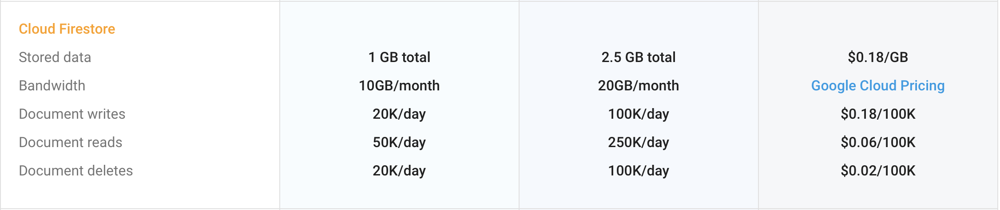 Cloud Firestore
Stored data 1 GB total 2.5 GB total $0.18/GB
Bandwidth 10GB/month 20GB/month Google Cloud Pricing
Document writes 20K/day 100K/day $0.18/100K
Document reads 50K/day 250K/day $0.06/100K
Document deletes 20K/day 100K/day $0.02/100K